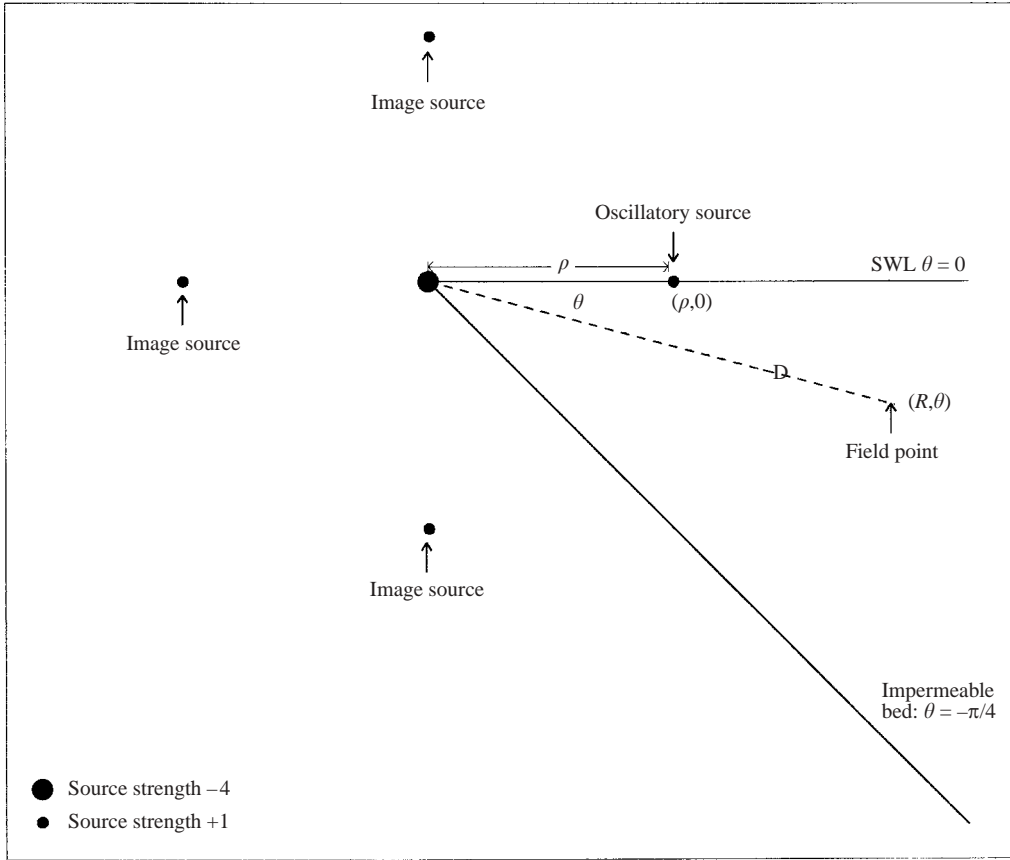 Image source
Oscillatory source
ρ
SWL θ = 0
θ
(ρ,0)
Image source
D
(R,θ)
Field point
Image source
Impermeable
bed: θ = –π/4
Source strength –4
Source strength +1